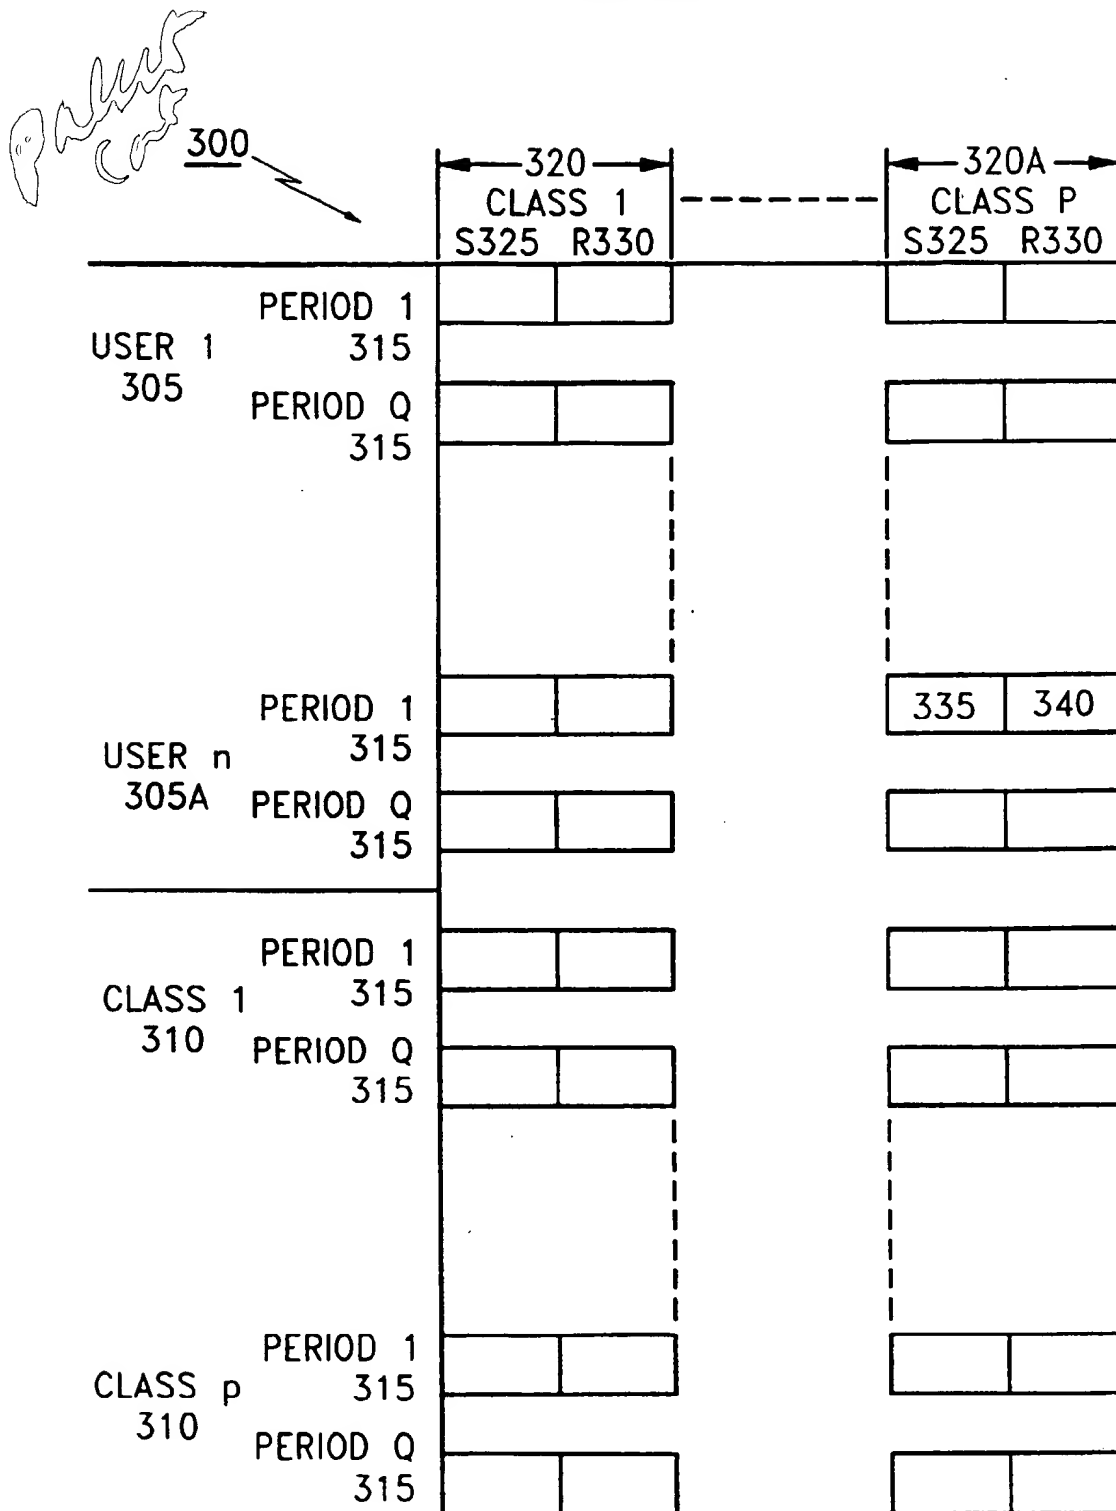 300
320 320A
CLASS 1 CLASS P
S325 R330 S325 R330
PERIOD 1
315
USER 1
305
PERIOD Q
315
PERIOD 1
315
335 340
USER n
305A
PERIOD Q
315
PERIOD 1
315
CLASS 1
310
PERIOD Q
315
PERIOD 1
315
CLASS p
310
PERIOD Q
315